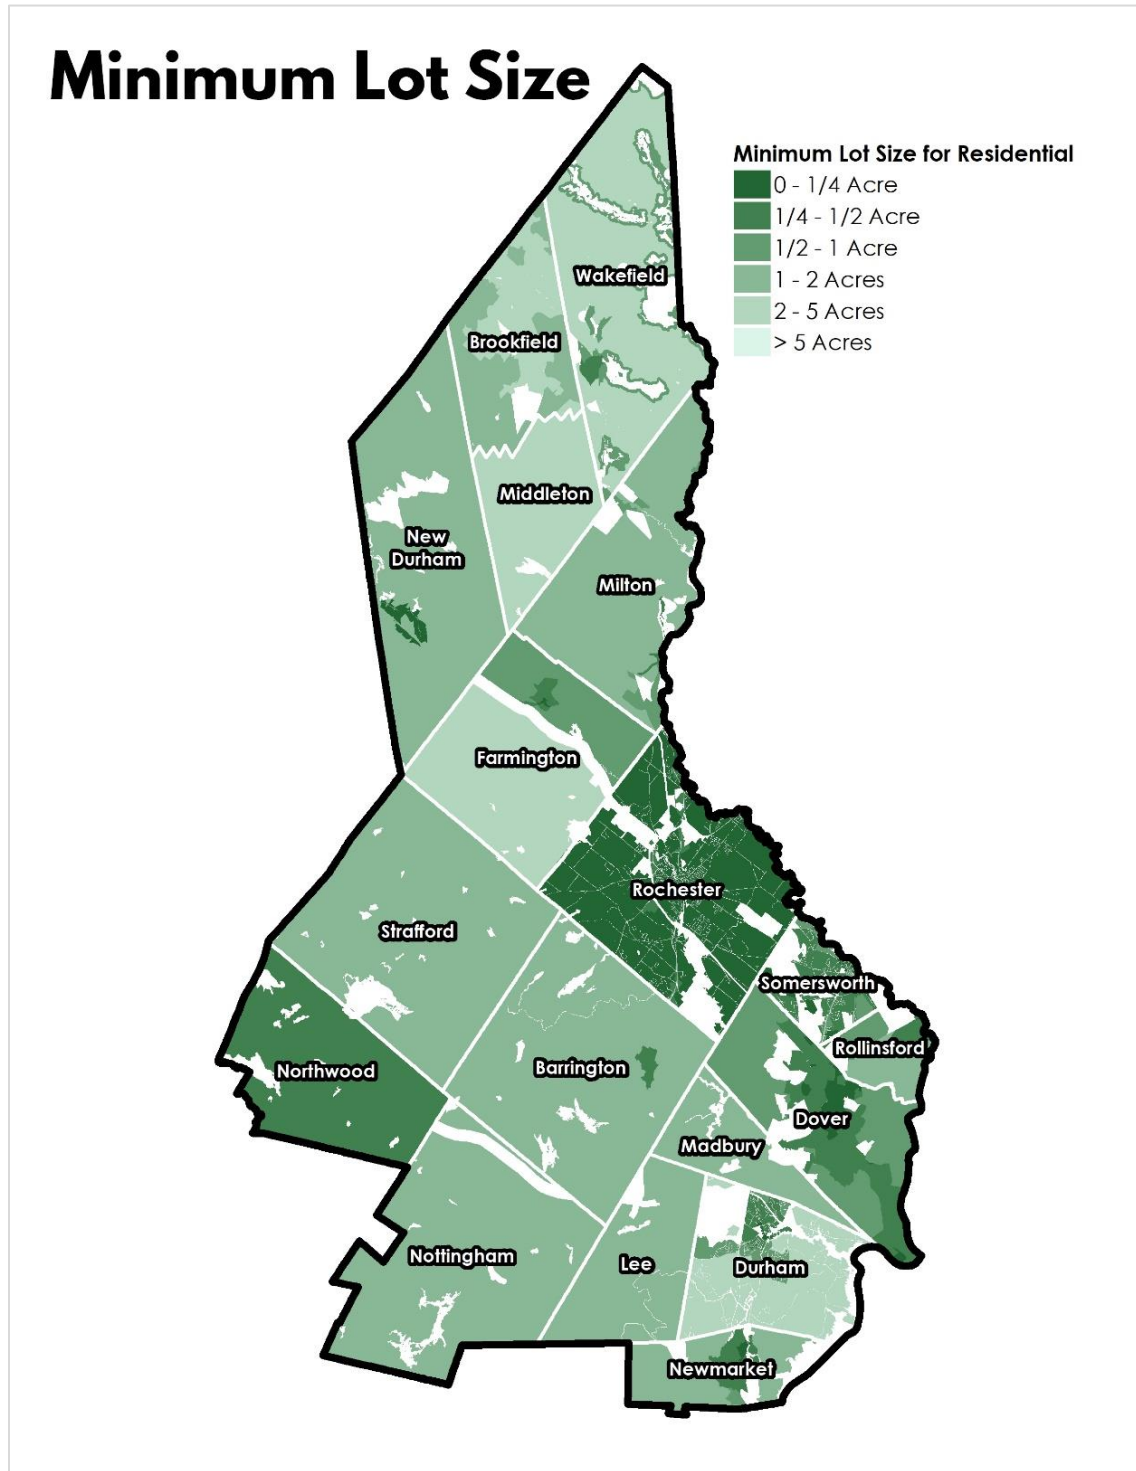 Minimum Lot Size
Minimum Lot Size for Residential
0 - 1/4 Acre
1/4 - 1/2 Acre
1/2 - 1 Acre
1 - 2 Acres
2 - 5 Acres
> 5 Acres
Wakefield
Brookfield
Middleton
New
Durham
Milton
Farmington
Rochester
Strafford
Somersworth
Rollinsford
Northwood
Barrington
Dover
Madbury
Nottingham
Lee
Durham
Newmarket